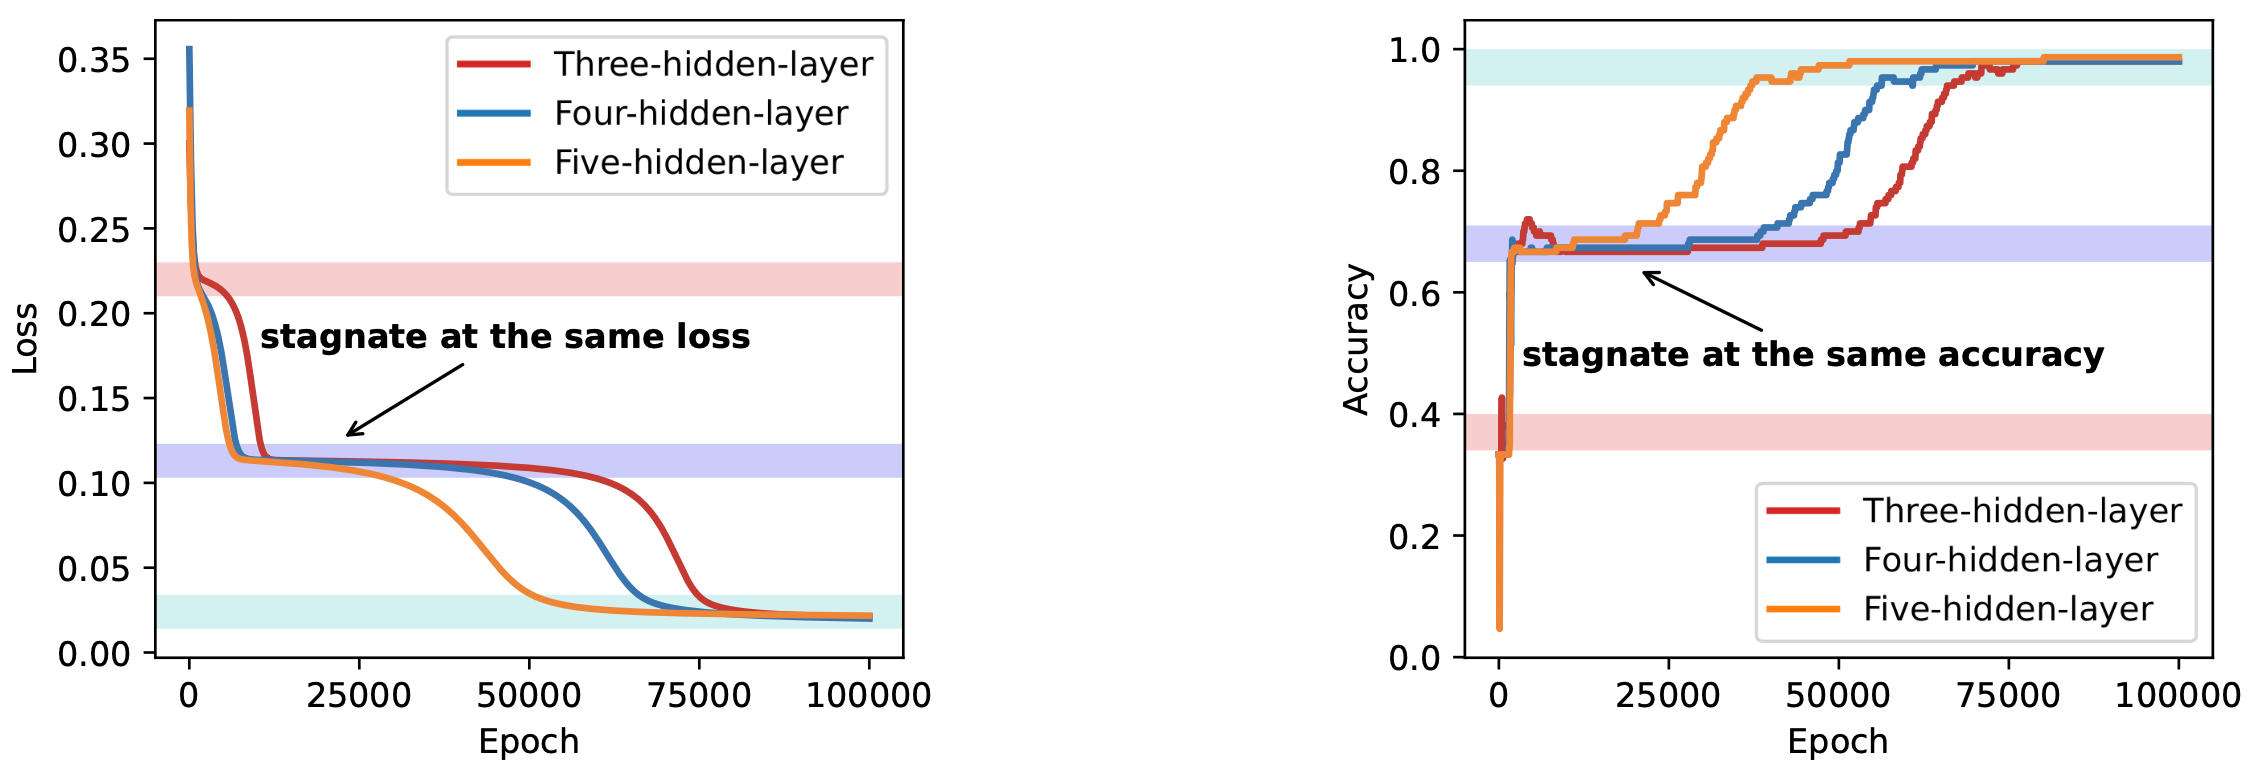 0.35
0.30
0.25
0.20
0.15
0.10
0.05
0.00
Loss
Three-hidden-layer
Four-hidden-layer
Five-hidden-layer
stagnate at the same loss
0
25000
50000
75000
100000
Epoch
1.0
0.8
0.6
0.4
0.2
0.0
Accuracy
stagnate at the same accuracy
Three-hidden-layer
Four-hidden-layer
Five-hidden-layer
0
25000
50000
75000
100000
Epoch